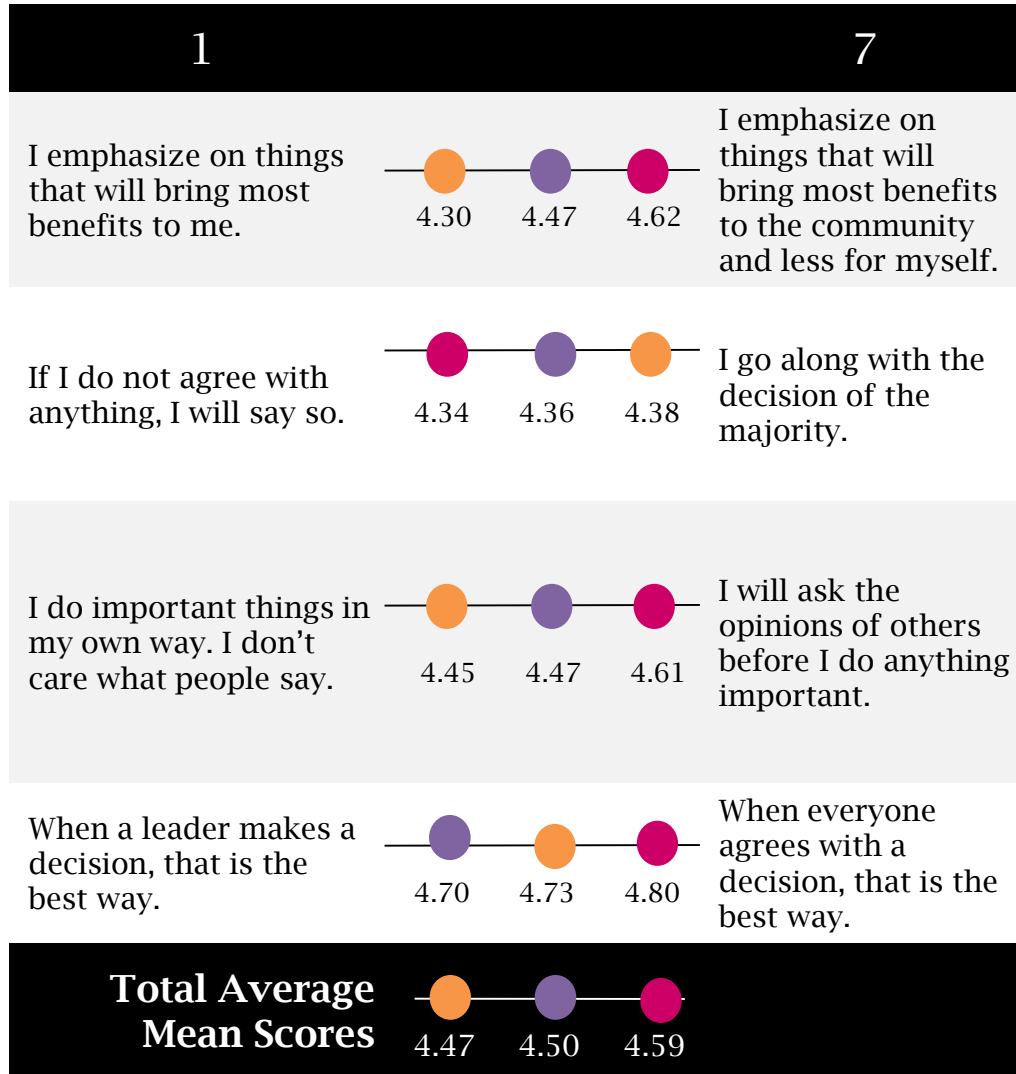 1
7
I emphasize on things
that will bring most
benefits to me.
4.30 4.47 4.62
I emphasize on
things that will
bring most benefits
to the community
and less for myself.
If I do not agree with
anything, I will say so.
4.34 4.36 4.38
I go along with the
decision of the
majority.
I do important things in
my own way. I don’t
care what people say.
4.45 4.47 4.61
I will ask the
opinions of others
before I do anything
important.
When a leader makes a
decision, that is the
best way.
4.70 4.73 4.80
When everyone
agrees with a
decision, that is the
best way.
Total Average
Mean Scores
4.47 4.50 4.59